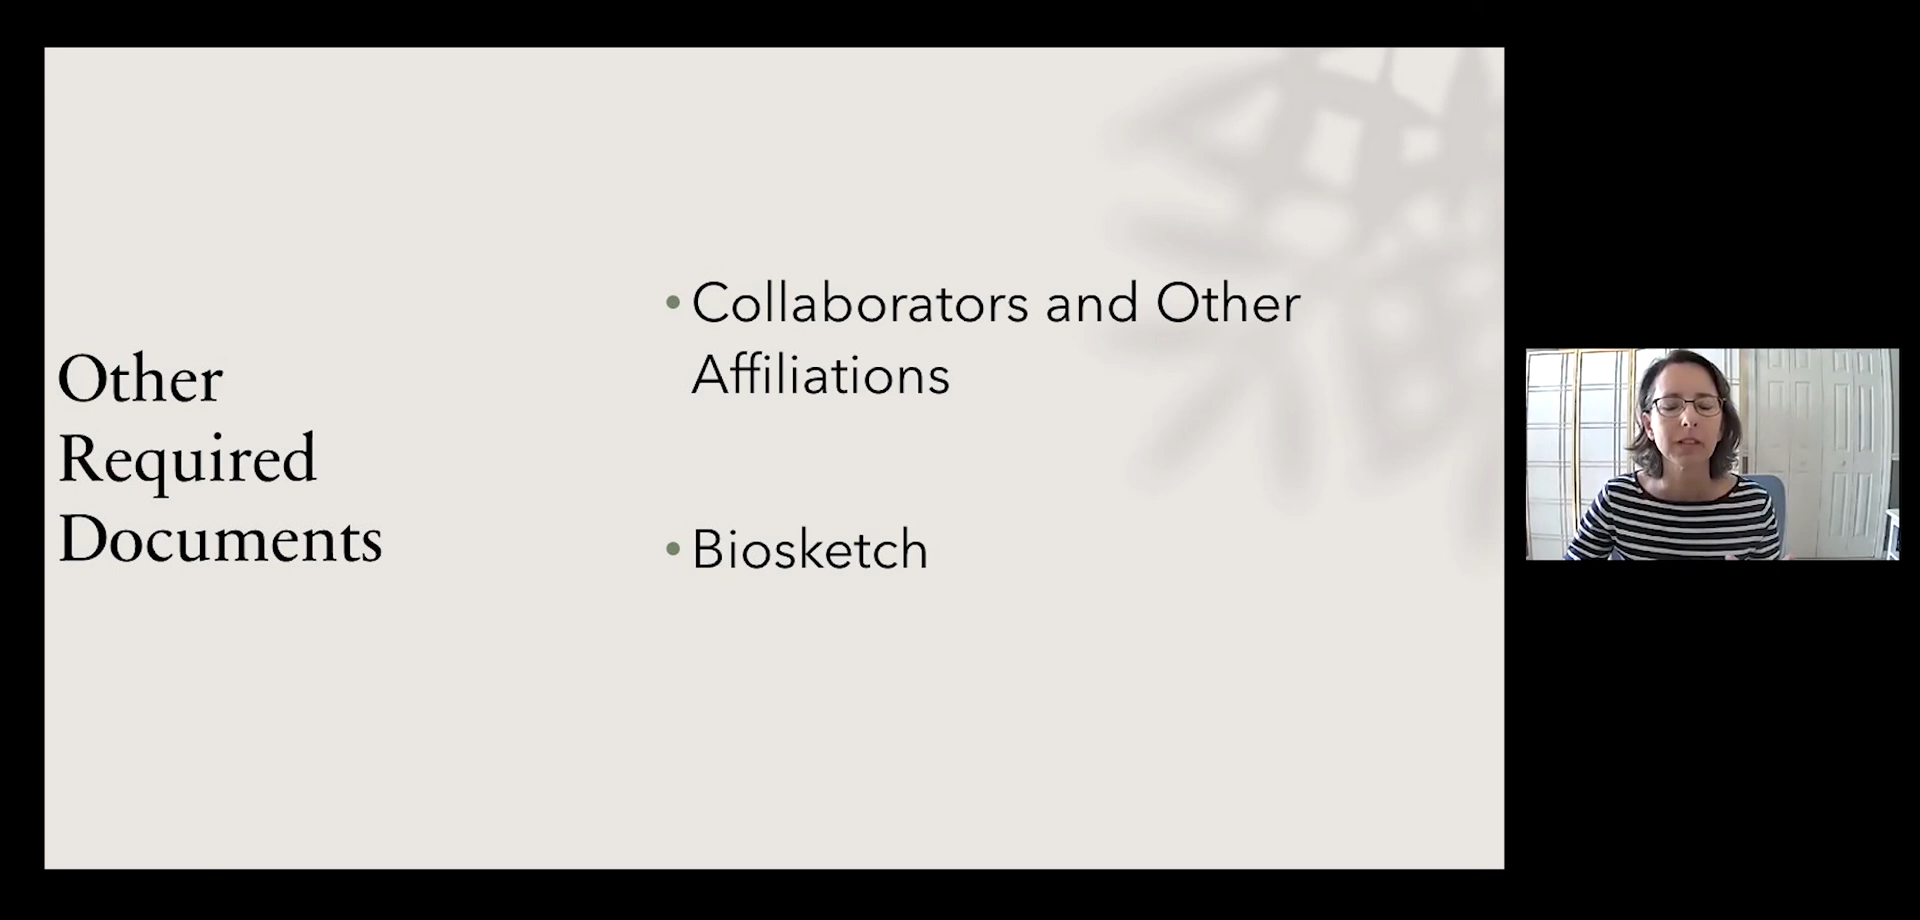 Other
Required
Documents
• Collaborators and Other
Affiliations
• Biosketch